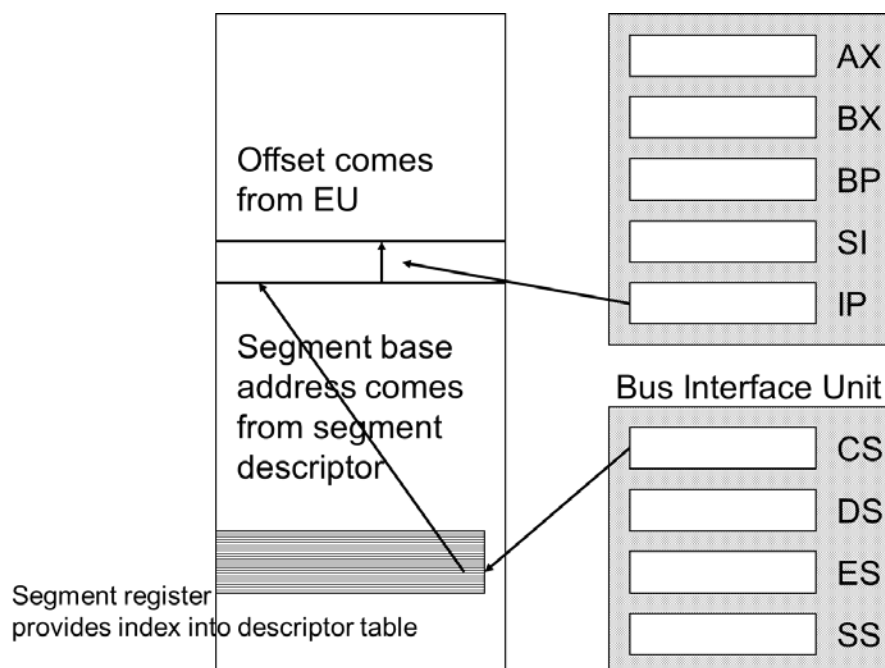 Offset comes
from EU
Segment base
address comes
from segment
descriptor
Segment register
provides index into descriptor table
AX
BX
BP
SI
IP
Bus Interface Unit
CS
DS
ES
SS